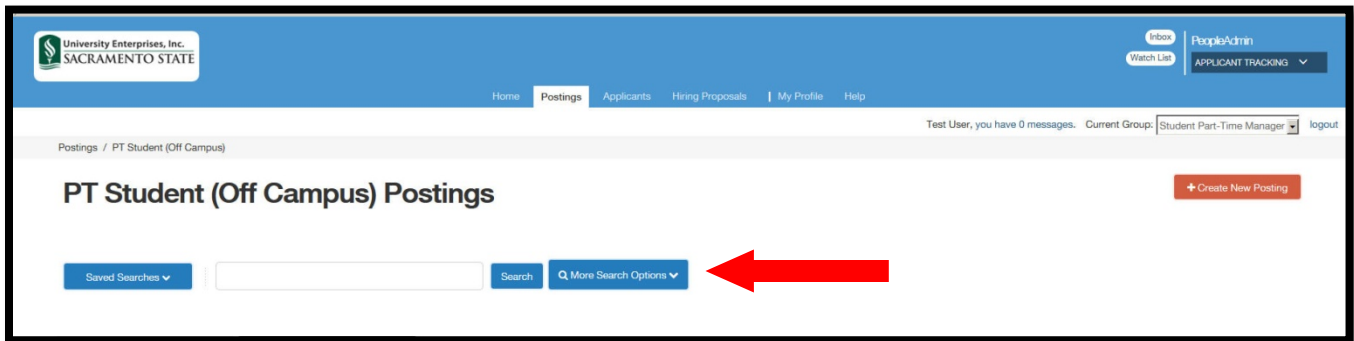 University Enterprises, Inc.
SACRAMENTO STATE
Inbox
Watch List
PeopleAdmin
APPLICANT TRACKING
Home Postings Applicants Hiring Proposals | My Profile Help
Test User, you have 0 messages. Current Group: Student Part-Time Manager logout
Postings / PT Student (Off Campus)
PT Student (Off Campus) Postings
+ Create New Posting
Saved Searches Search More Search Options